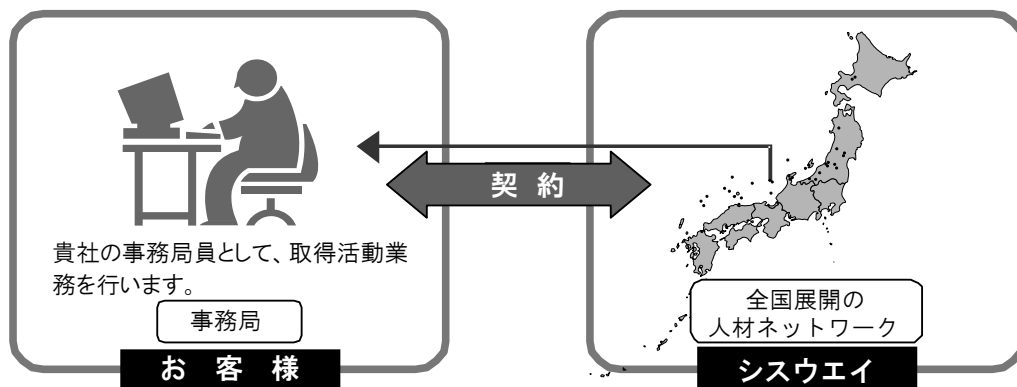 契 約
貴社の事務局員として、取得活動業
務を行います。
事務局
お 客 様
全国展開の
人材ネットワーク
シスウエイ